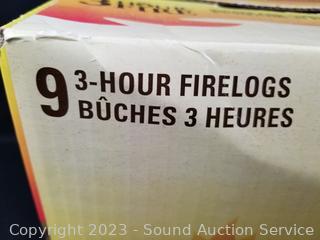 9 3-HOUR FIRELOGS
BÛCHES 3 HEURES
Copyright 2023 - Sound Auction Service